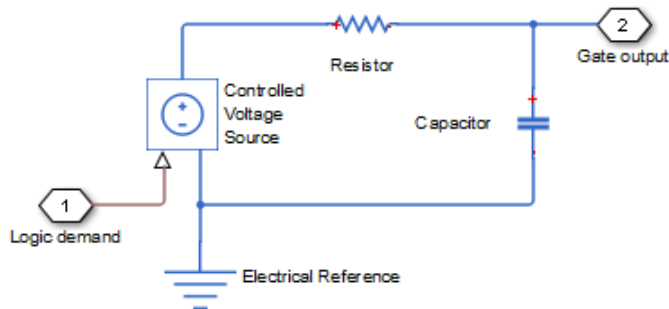 2
Gate output
Resistor
Controlled
Voltage
Source
Capacitor
1
Logic demand
Electrical Reference